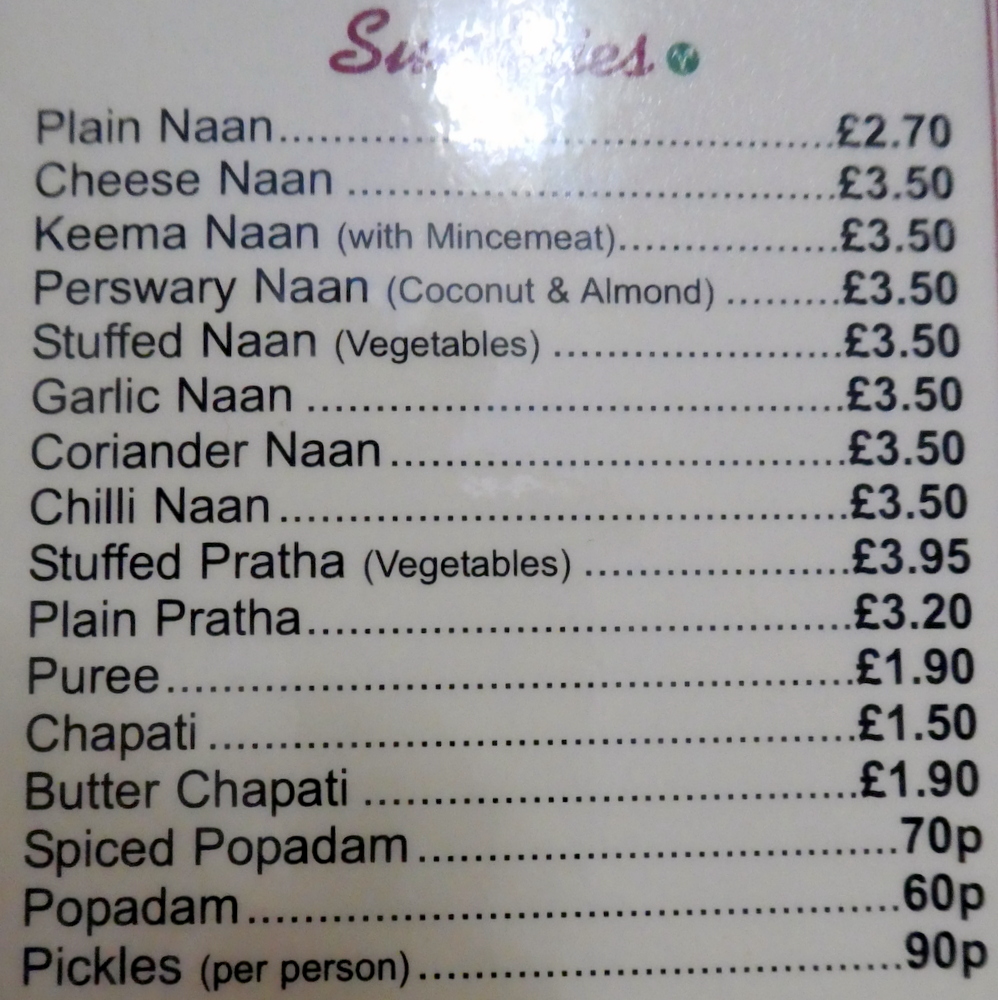 Plain Naan..............................£2.70
Cheese Naan ..............................£3.50
Keema Naan (with Mincemeat)................£3.50
Perswary Naan (Coconut & Almond) .........£3.50
Stuffed Naan (Vegetables) ....................£3.50
Garlic Naan ..............................£3.50
Coriander Naan..............................£3.50
Chilli Naan..............................£3.50
Stuffed Pratha (Vegetables) ..................£3.95
Plain Pratha..............................£3.20
Puree..............................£1.90
Chapati ..............................£1.50
Butter Chapati ..............................£1.90
Spiced Popadam..............................70p
Popadam..............................60p
Pickles (per person)..............................90p